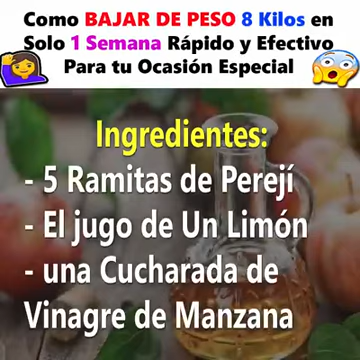 Como BAJAR DE PESO 8 Kilos en
Solo 1 Semana Rápido y Efectivo
Para tu Ocasión Especial
Ingredientes:
- 5 Ramitas de Perejí
- El jugo de Un Limón
- una Cucharada de
Vinagre de Manzana